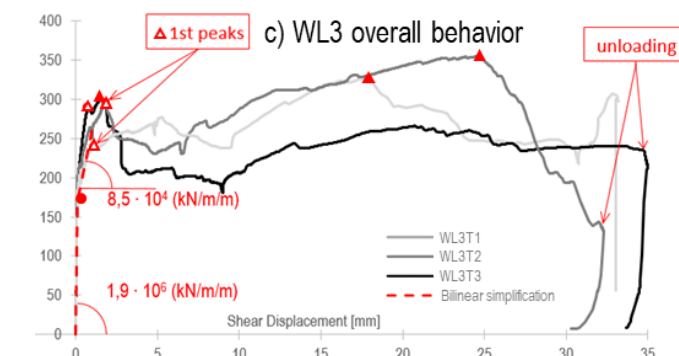 c) WL3 overall behavior
1st peaks
unloading
400
350
300
250
200
150
100
50
0
8,5 · 10⁴ (kN/m/m)
1,9 · 10⁶ (kN/m/m)
WL3T1
WL3T2
WL3T3
Bilinear simplification
Shear Displacement [mm]
0 5 10 15 20 25 30 35